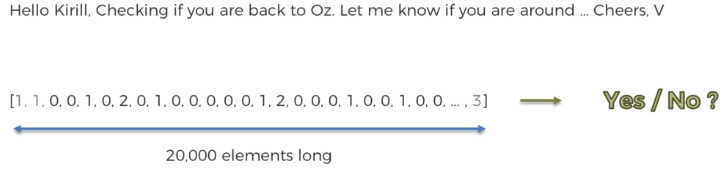 Hello Kirill, Checking if you are back to Oz. Let me know if you are around ... Cheers, V
[1, 1, 0, 0, 1, 0, 2, 0, 1, 0, 0, 0, 0, 0, 1, 2, 0, 0, 0, 1, 0, 0, 1, 0, 0, ... , 3]
Yes / No ?
20,000 elements long